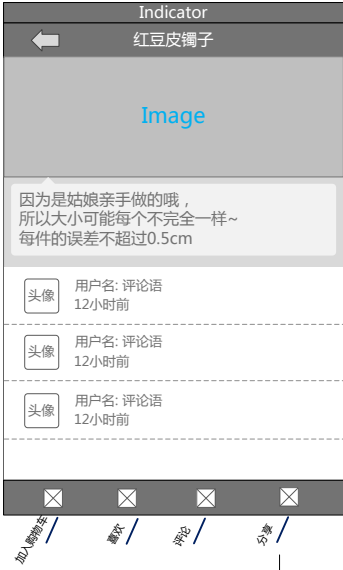 Indicator
红豆皮镯子
Image
因为是姑娘亲手做的哦，
所以大小可能每个不完全一样~
每件的误差不超过0.5cm
头像
用户名: 评论语
12小时前
头像
用户名: 评论语
12小时前
头像
用户名: 评论语
12小时前
加入购物车
喜欢
评论
分享